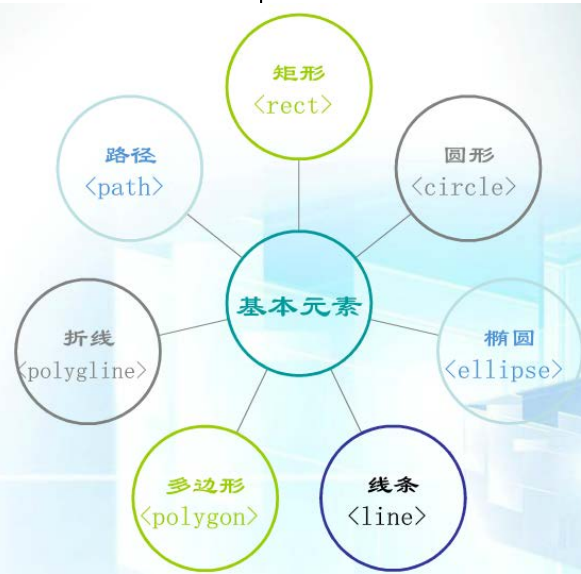 矩形
<rect>
路径
<path>
圆形
<circle>
基本元素
折线
<polygline>
椭圆
<ellipse>
多边形
<polygon>
线条
<line>